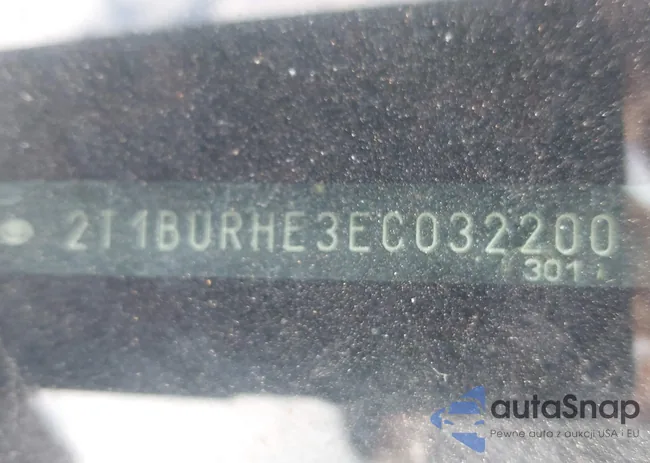 2T1BURHE3EC032200
301
autaSnap
Pewne auta z aukcji USA i EU